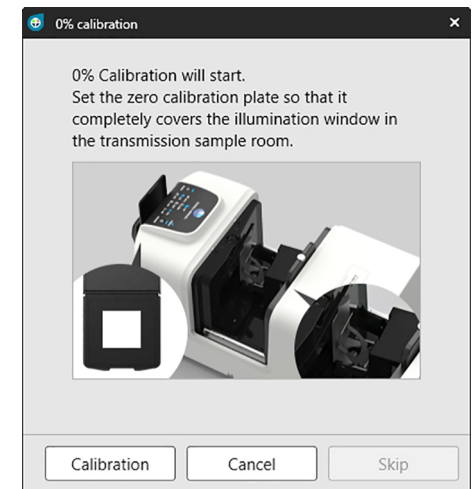 0% calibration
0% Calibration will start.
Set the zero calibration plate so that it
completely covers the illumination window in
the transmission sample room.
Calibration
Cancel
Skip